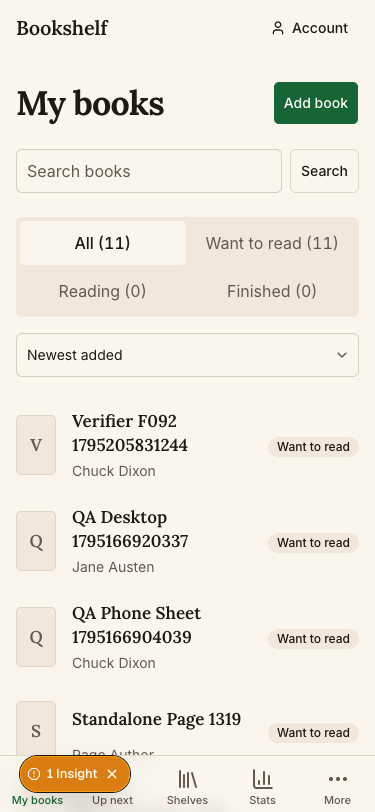 Bookshelf
Account
My books
Add book
Search books
Search
All (11)
Want to read (11)
Reading (0)
Finished (0)
Newest added
V
Verifier F092
1795205831244
Chuck Dixon
Want to read
Q
QA Desktop
1795166920337
Jane Austen
Want to read
Q
QA Phone Sheet
1795166904039
Chuck Dixon
Want to read
S
Standalone Page 1319
Page Author
Want to read
1 Insight
My books
Up next
Shelves
Stats
More